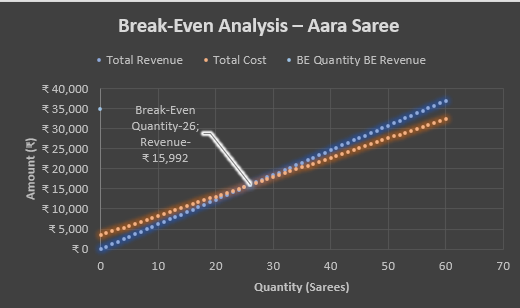 Break-Even Analysis – Aara Saree
Total Revenue
Total Cost
BE Quantity BE Revenue
₹ 40,000
₹ 35,000
₹ 30,000
₹ 25,000
₹ 20,000
₹ 15,000
₹ 10,000
₹ 5,000
₹ 0
Amount (₹)
Break-Even
Quantity-26;
Revenue-
₹ 15,992
0
10
20
30
40
50
60
70
Quantity (Sarees)